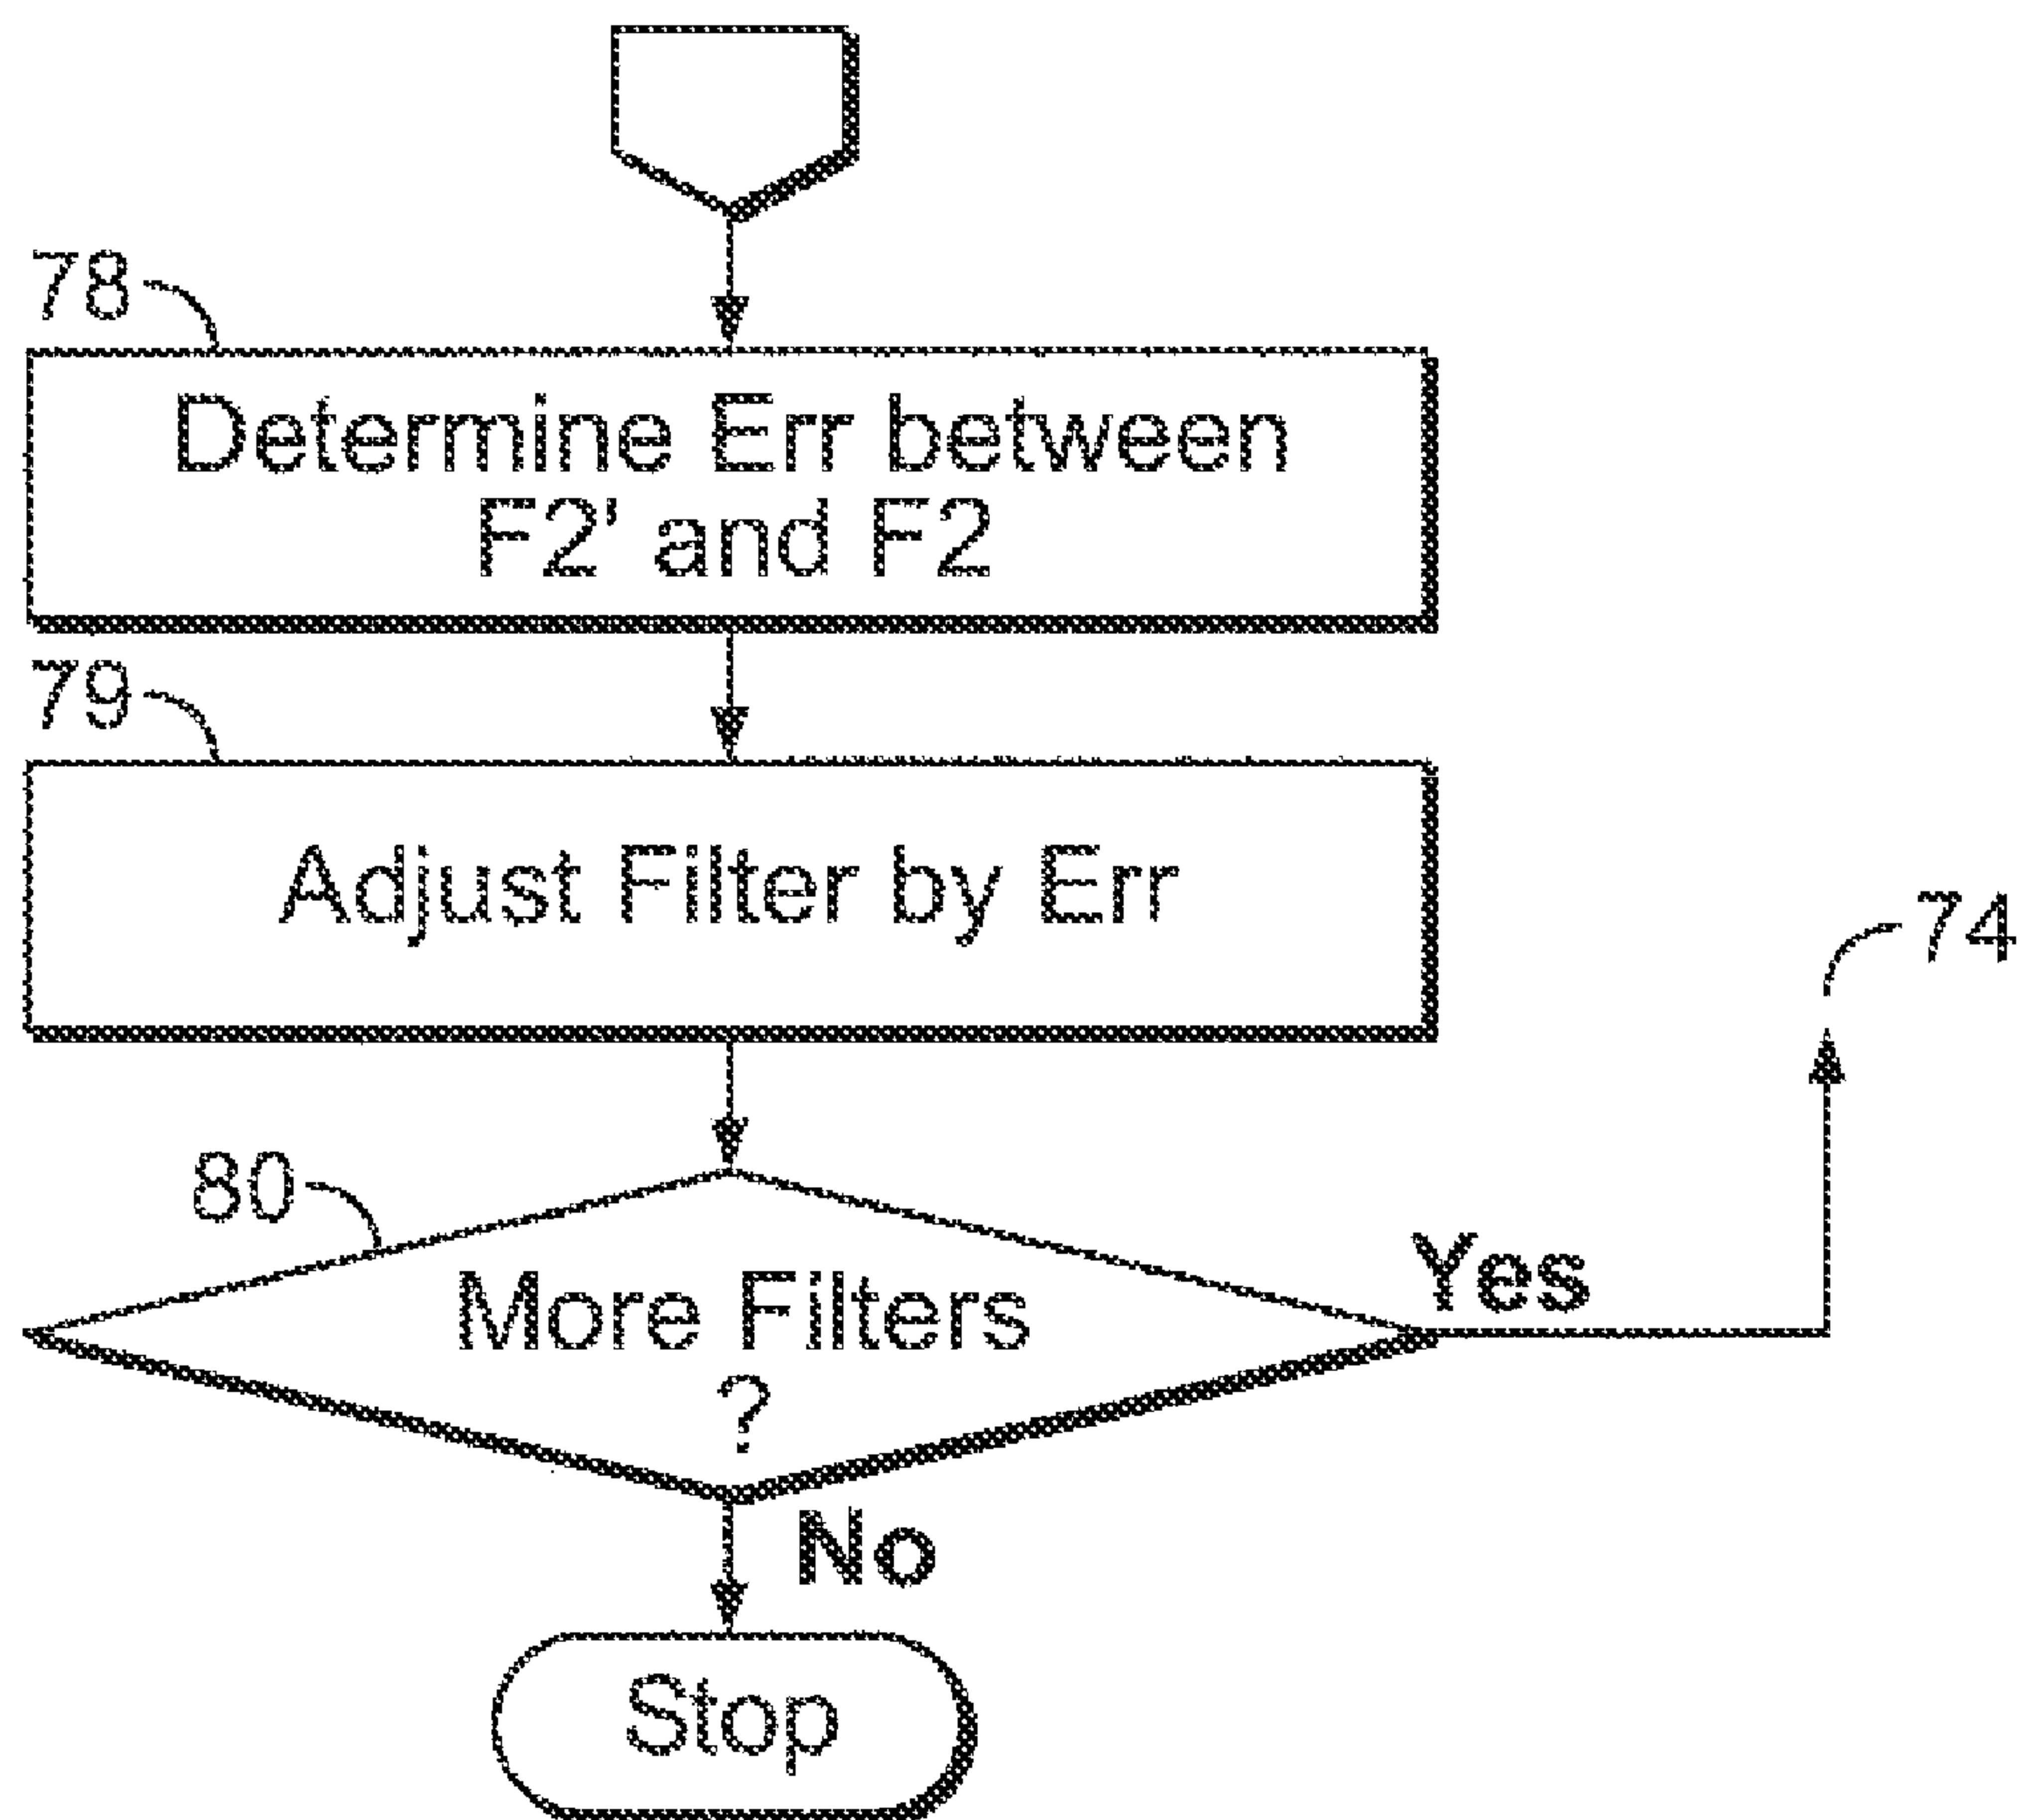 78
Determine Err between
F2' and F2
79
Adjust Filter by Err
74
80
More Filters
?
Yes
No
Stop